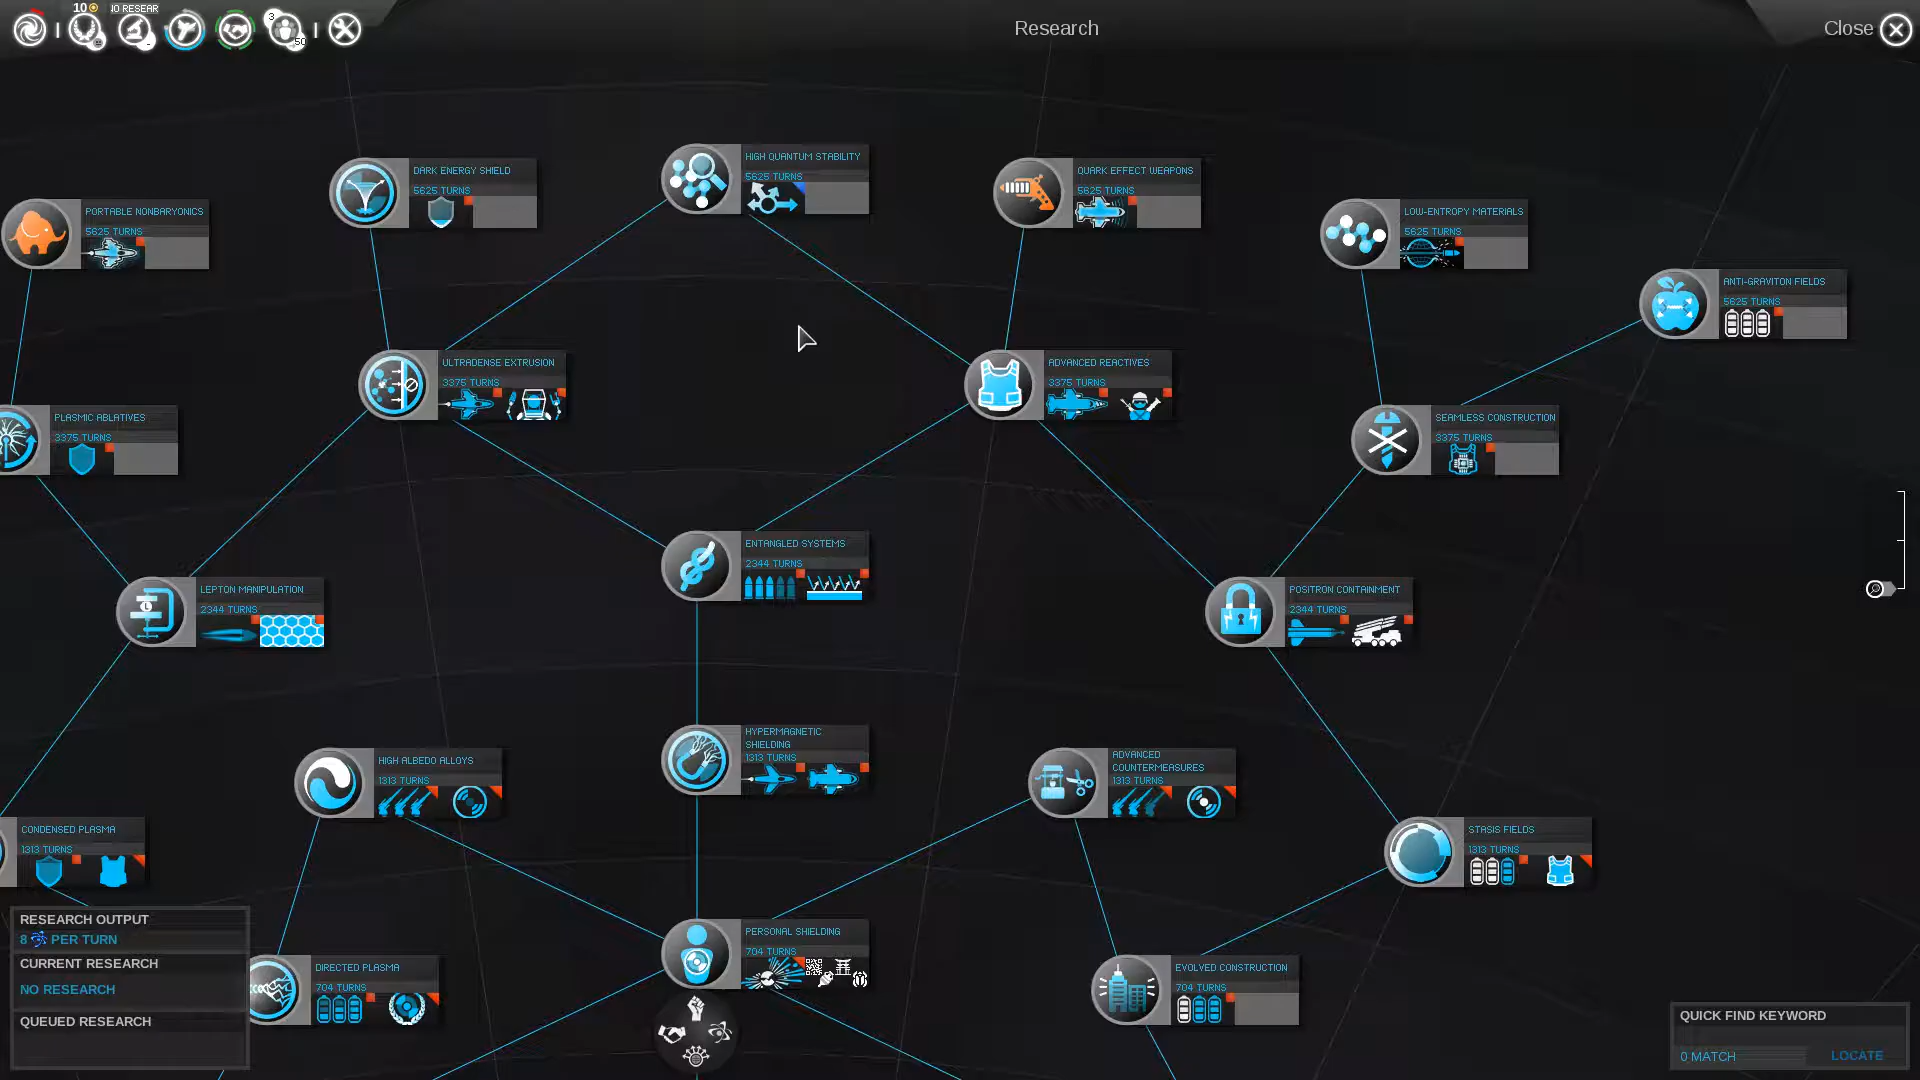 10
IO RESEAR
3
50
Research
Close
HIGH QUANTUM STABILITY
5625 TURNS
DARK ENERGY SHIELD
5625 TURNS
QUARK EFFECT WEAPONS
5625 TURNS
PORTABLE NONBARYONICS
5625 TURNS
LOW-ENTROPY MATERIALS
5625 TURNS
ANTI-GRAVITON FIELDS
5625 TURNS
ULTRADENSE EXTRUSION
3375 TURNS
ADVANCED REACTIVES
3375 TURNS
PLASMIC ABLATIVES
3375 TURNS
SEAMLESS CONSTRUCTION
3375 TURNS
ENTANGLED SYSTEMS
2344 TURNS
LEPTON MANIPULATION
2344 TURNS
POSITRON CONTAINMENT
2344 TURNS
HYPERMAGNETIC
SHIELDING
1313 TURNS
HIGH ALBEDO ALLOYS
1313 TURNS
ADVANCED
COUNTERMEASURES
1313 TURNS
CONDENSED PLASMA
1313 TURNS
STASIS FIELDS
1313 TURNS
PERSONAL SHIELDING
704 TURNS
DIRECTED PLASMA
704 TURNS
EVOLVED CONSTRUCTION
704 TURNS
RESEARCH OUTPUT
8 PER TURN
CURRENT RESEARCH
NO RESEARCH
QUEUED RESEARCH
QUICK FIND KEYWORD
0 MATCH
LOCATE